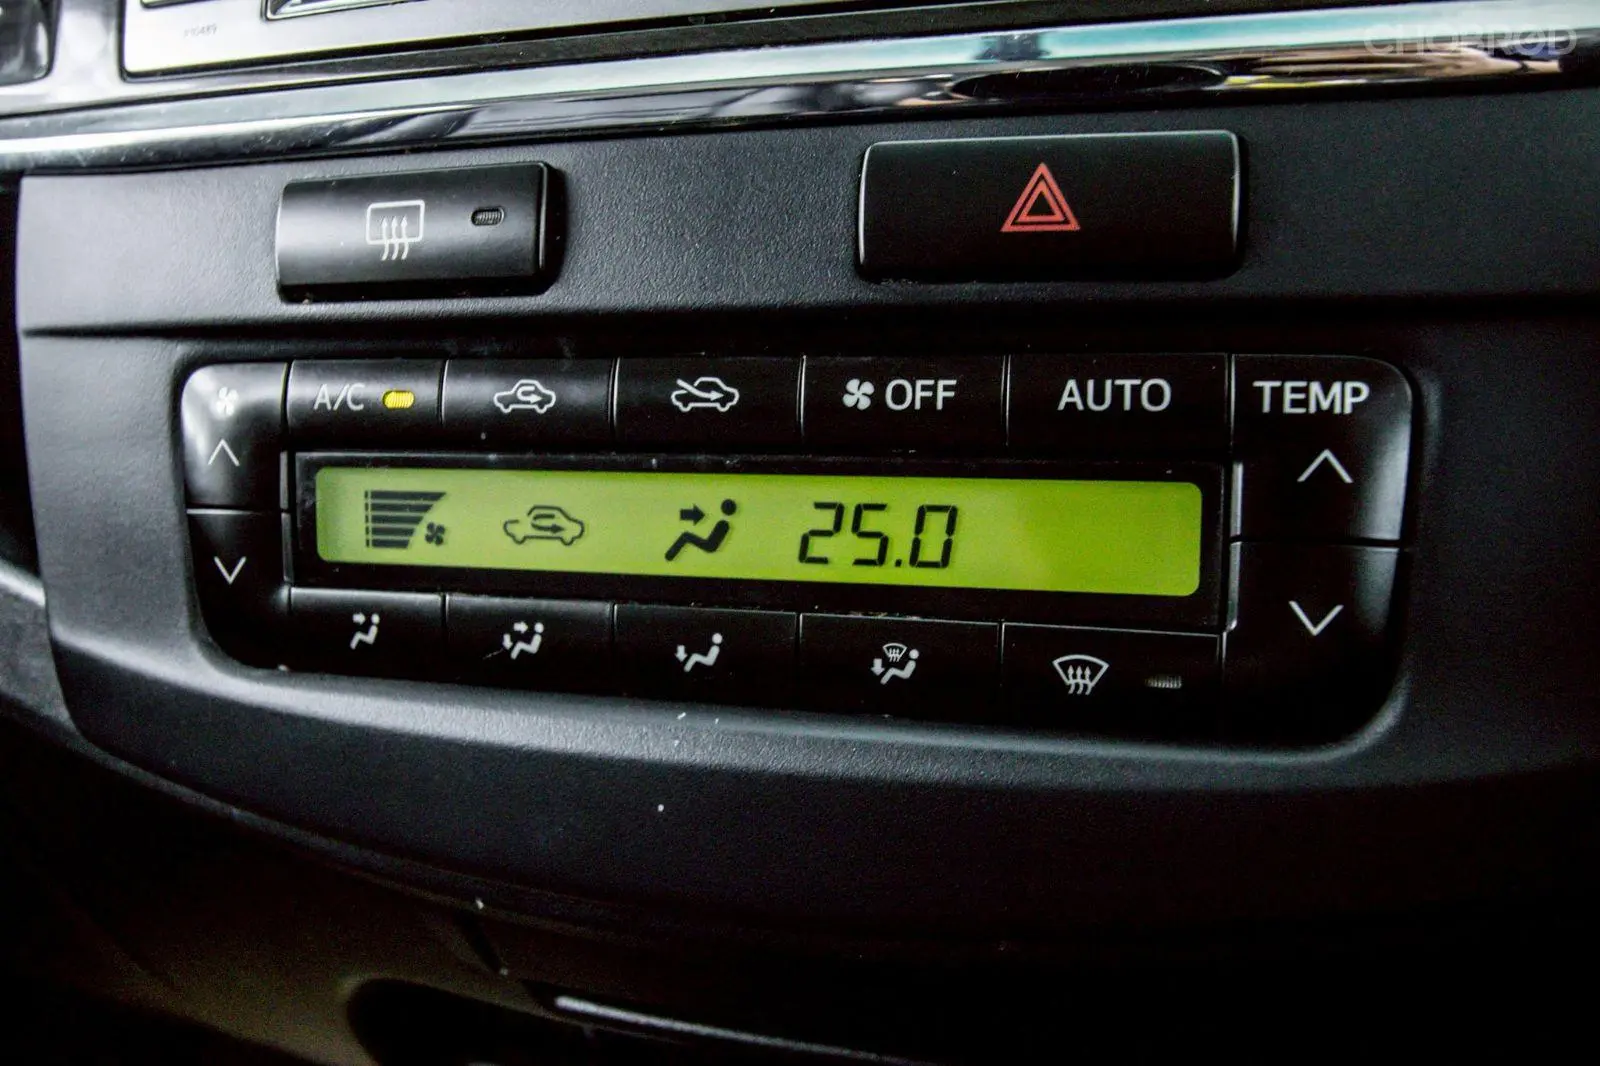 CHOBROD
A/C
OFF
AUTO
TEMP
25.0